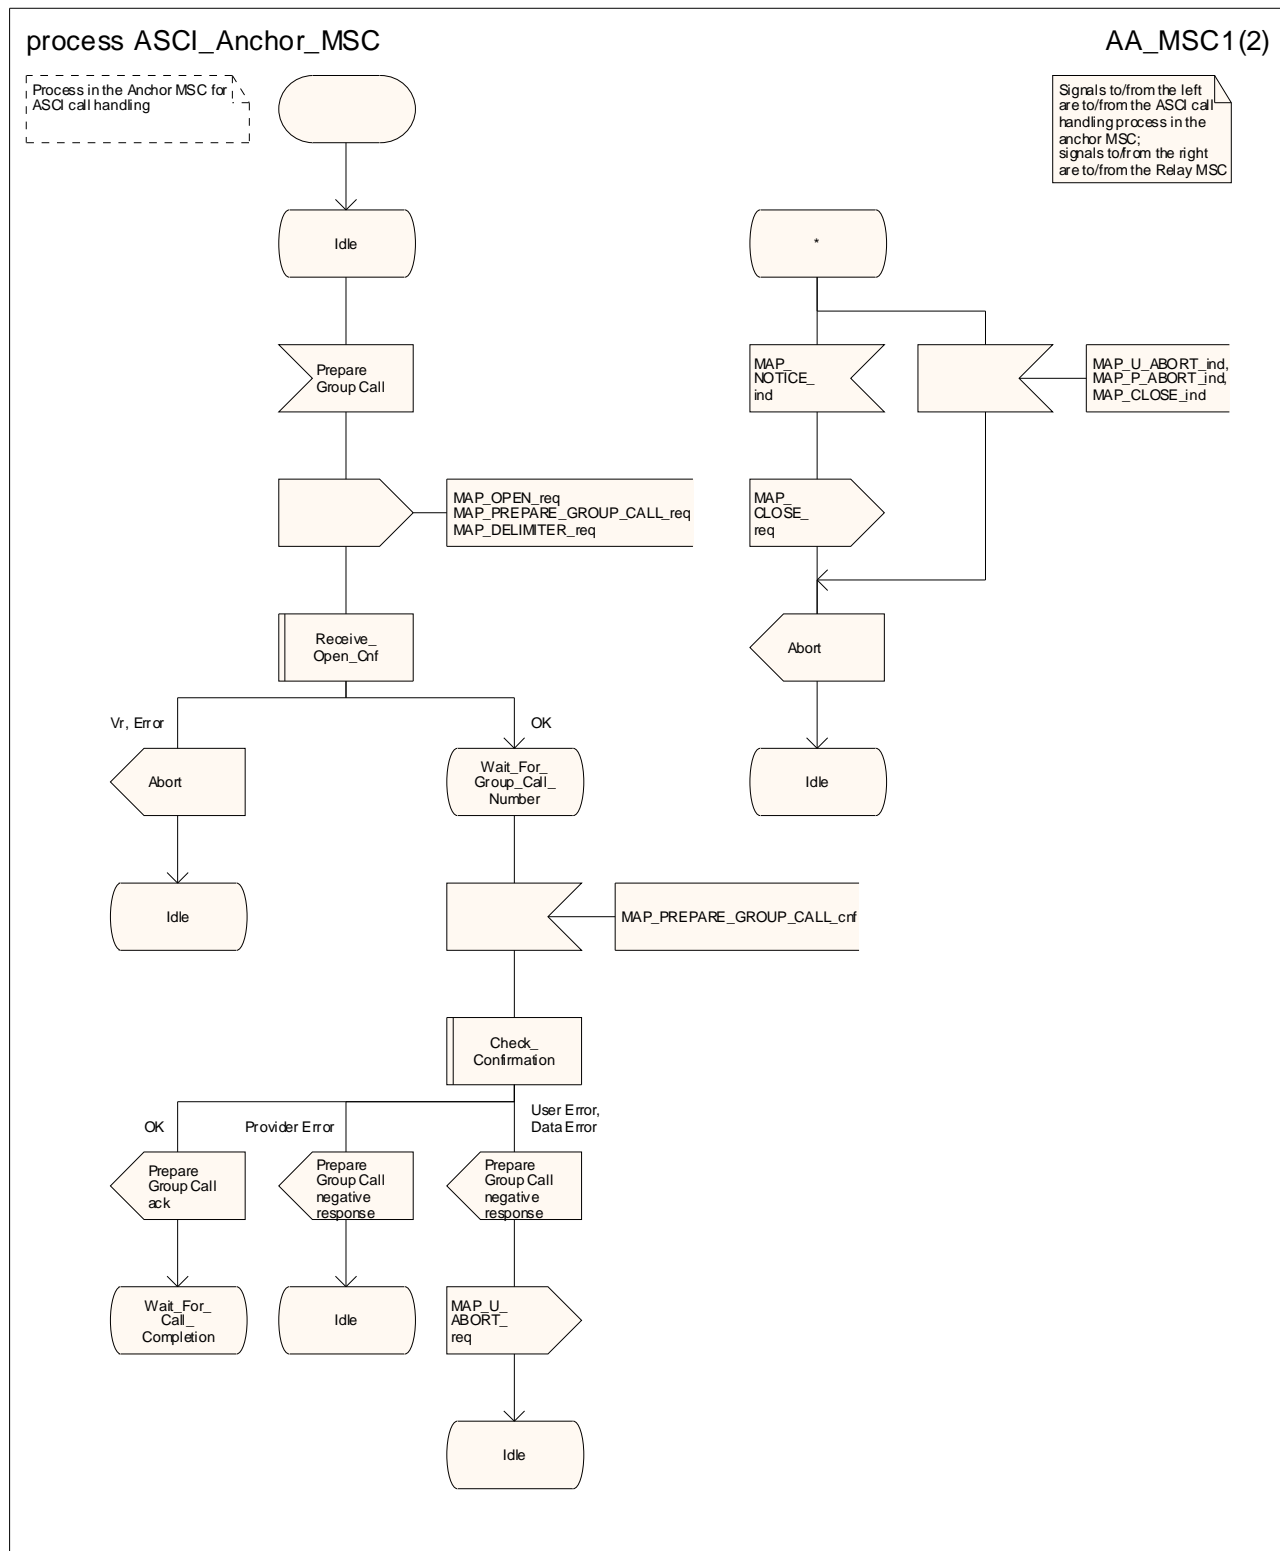 process ASCI_Anchor_MSC
AA_MSC1(2)
Process in the Anchor MSC for
ASCI call handling
Signals to/from the left
are to/from the ASCI call
handling process in the
anchor MSC;
signals to/from the right
are to/from the Relay MSC
Idle
*
Prepare
Group Call
MAP_
NOTICE_
ind
MAP_U_ABORT_ind,
MAP_P_ABORT_ind,
MAP_CLOSE_ind
MAP_OPEN_req
MAP_PREPARE_GROUP_CALL_req
MAP_DELIMITER_req
MAP_
CLOSE_
req
Receive_
Open_Cnf
Abort
Vr, Error
OK
Abort
Wait_For_
Group_Call_
Number
Idle
Idle
MAP_PREPARE_GROUP_CALL_cnf
Check_
Confirmation
OK
Provider Error
User Error,
Data Error
Prepare
Group Call
ack
Prepare
Group Call
negative
response
Prepare
Group Call
negative
response
Wait_For_
Call_
Completion
Idle
MAP_U_
ABORT_
req
Idle